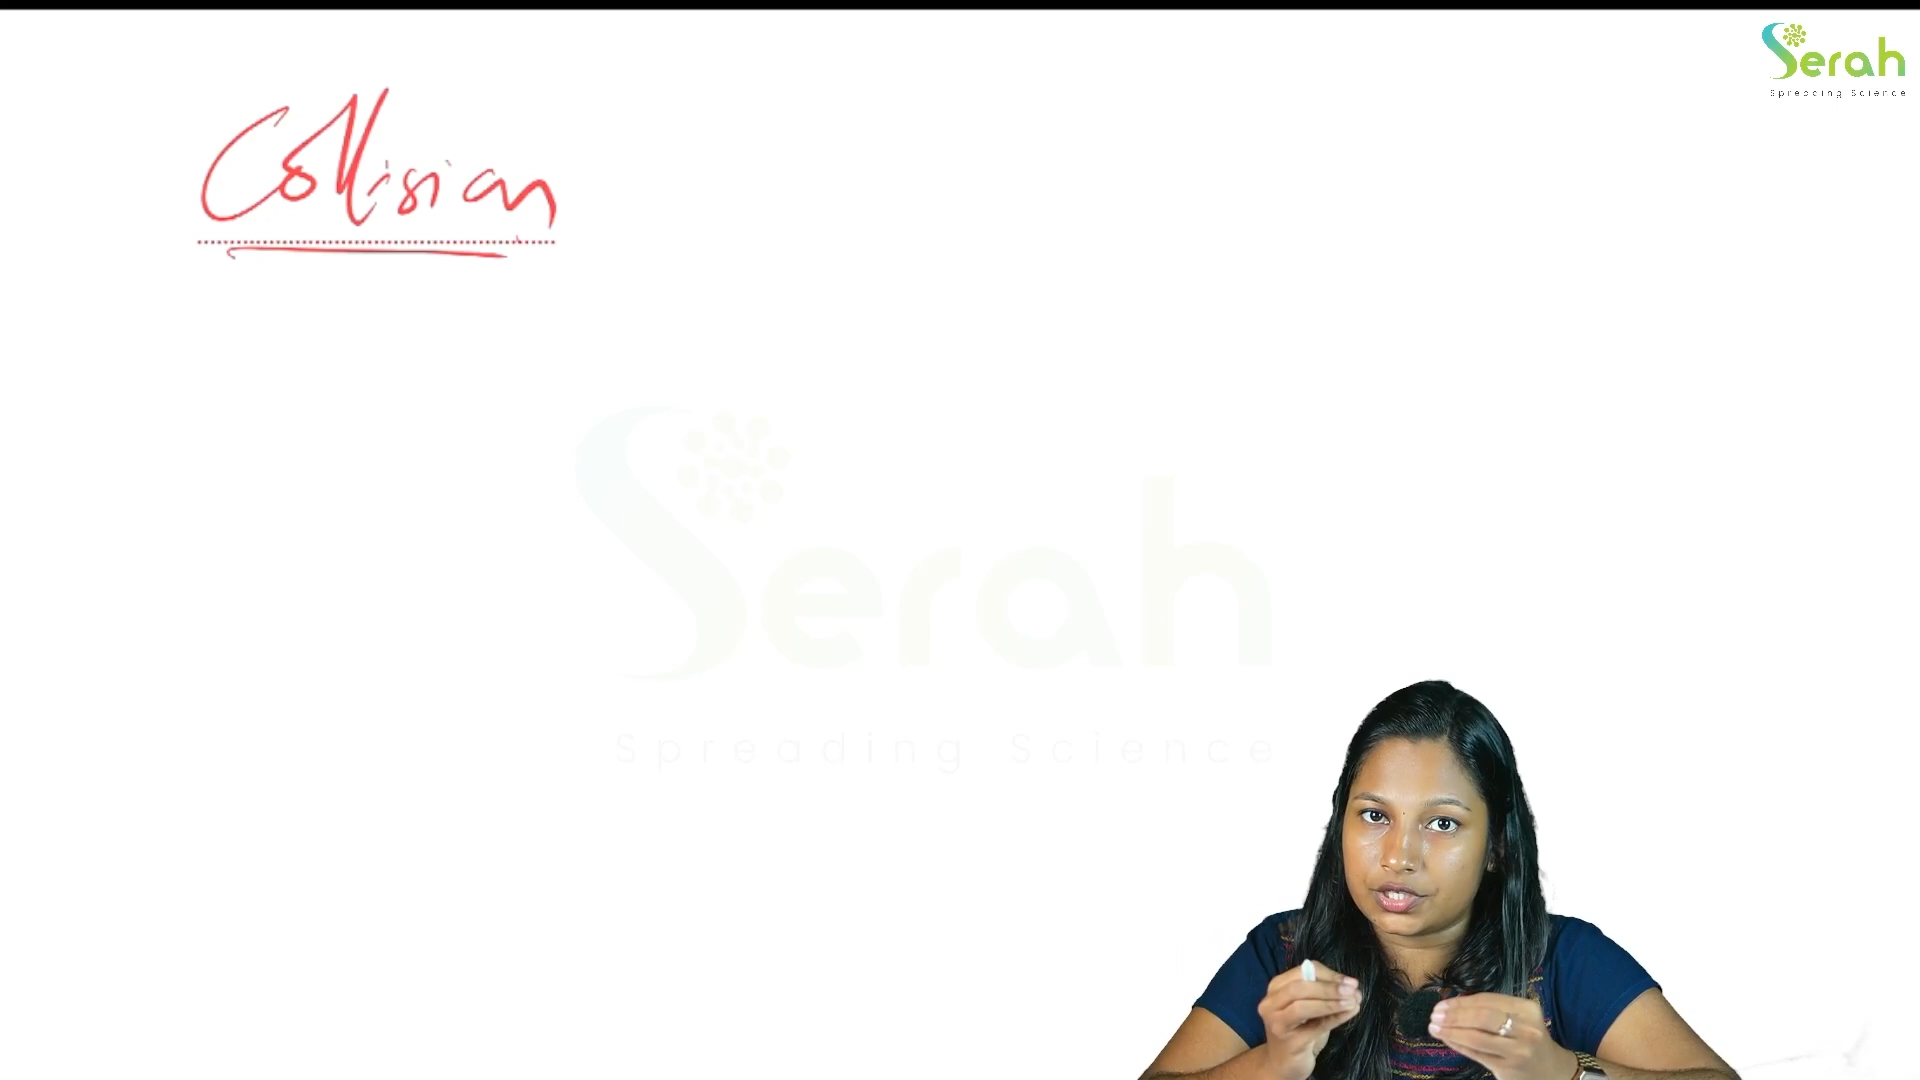 Serah
Spreading Science
Collision
Serah
Spreading Science